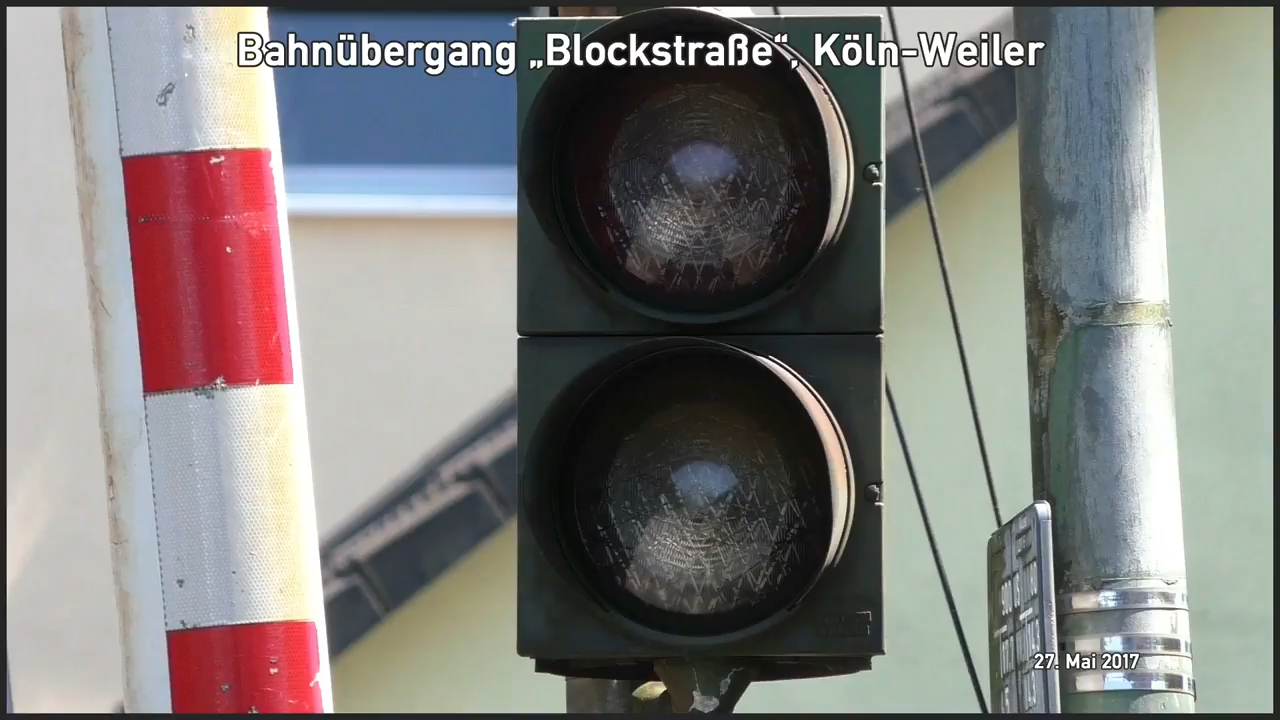 Bahnübergang „Blockstraße“, Köln-Weiler
27. Mai 2017